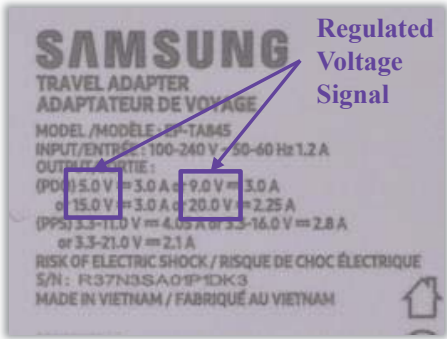 SAMSUNG
TRAVEL ADAPTER
ADAPTATEUR DE VOYAGE
MODEL /MODÈLE : EP-TA845
INPUT/ENTRÉE : 100-240 V ~ 50-60 Hz 1.2 A
OUTPUT/SORTIE :
(PDO) 5.0 V ⎓ 3.0 A or 9.0 V ⎓ 3.0 A
or 15.0 V ⎓ 3.0 A or 20.0 V ⎓ 2.25 A
(PPS) 3.3-11.0 V ⎓ 4.05 A or 3.3-16.0 V ⎓ 2.8 A
or 3.3-21.0 V ⎓ 2.1 A
RISK OF ELECTRIC SHOCK / RISQUE DE CHOC ÉLECTRIQUE
S/N : R37N3SA01P1DK3
MADE IN VIETNAM / FABRIQUÉ AU VIETNAM
Regulated
Voltage
Signal